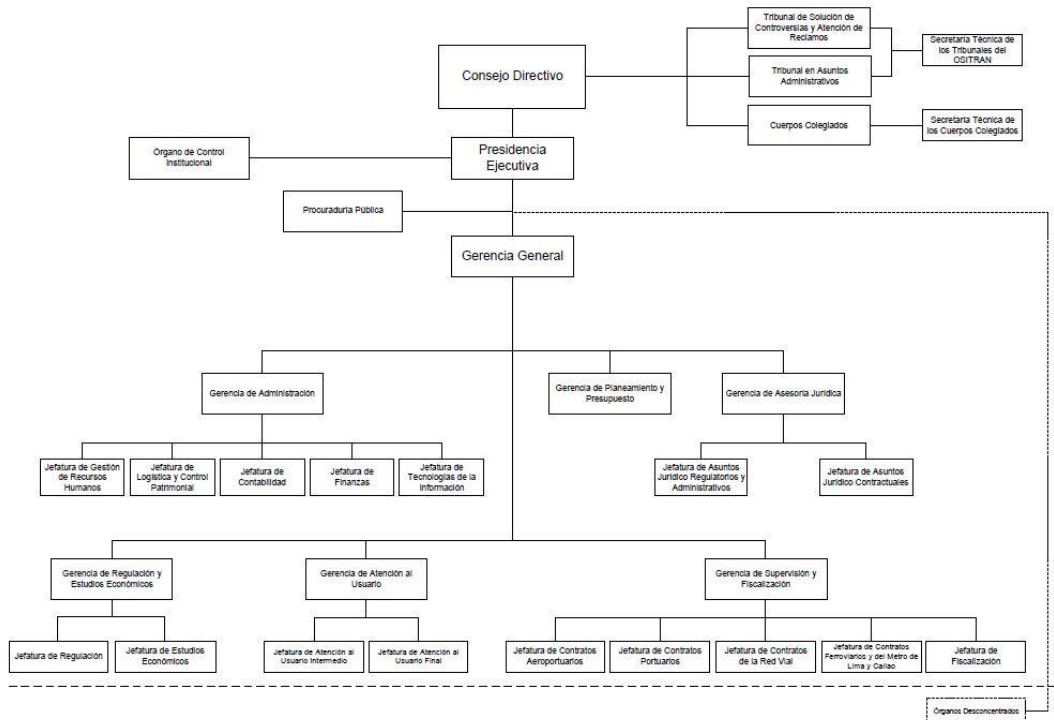 Tribunal de Solución de
Controversias y Atención de
Reclamos
Secretaría Técnica de
los Tribunales del
OSITRAN
Consejo Directivo
Tribunal en Asuntos
Administrativos
Cuerpos Colegiados
Secretaría Técnica de
los Cuerpos Colegiados
Órgano de Control
Institucional
Presidencia
Ejecutiva
Procuraduría Pública
Gerencia General
Gerencia de Administración
Gerencia de Planeamiento y
Presupuesto
Gerencia de Asesoría Jurídica
Jefatura de Gestión
de Recursos
Humanos
Jefatura de
Logística y Control
Patrimonial
Jefatura de
Contabilidad
Jefatura de
Finanzas
Jefatura de
Tecnologías de la
Información
Jefatura de Asuntos
Jurídico Regulatorios y
Administrativos
Jefatura de Asuntos
Jurídico Contractuales
Gerencia de Regulación y
Estudios Económicos
Gerencia de Atención al
Usuario
Gerencia de Supervisión y
Fiscalización
Jefatura de Regulación
Jefatura de Estudios
Económicos
Jefatura de Atención al
Usuario Intermedio
Jefatura de Atención al
Usuario Final
Jefatura de Contratos
Aeroportuarios
Jefatura de Contratos
Portuarios
Jefatura de Contratos
de la Red Vial
Jefatura de Contratos
Ferroviarios y del Metro de
Lima y Callao
Jefatura de
Fiscalización
Órganos Desconcentrados